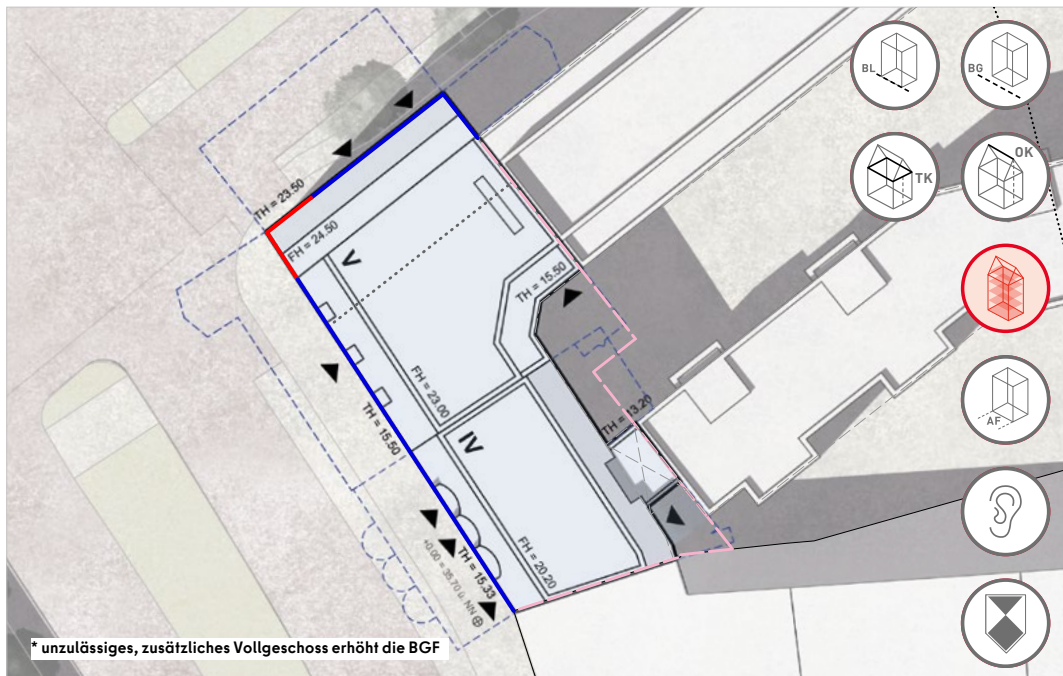 BL
BG
TK
OK
TH = 23.50
FH = 24.50
V
TH = 15.50
FH = 23.00
TH = 15.50
IV
TH = 13.20
AF
FH = 20.20
TH = 15.33
+0.00 = 35.70 ü. NN
* unzulässiges, zusätzliches Vollgeschoss erhöht die BGF